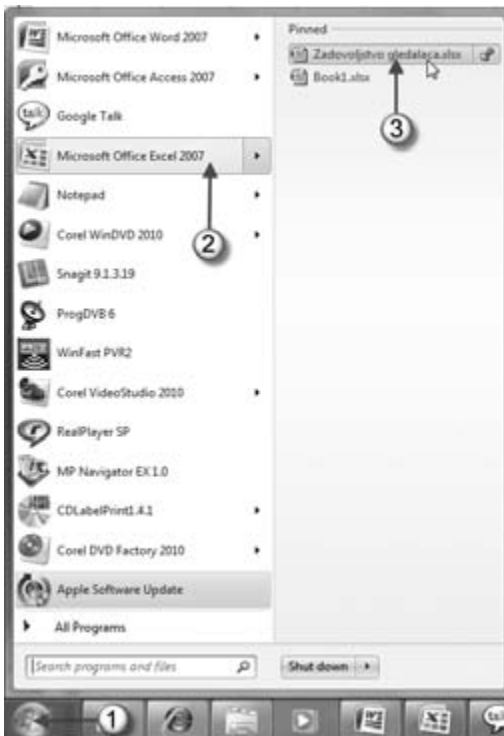 Microsoft Office Word 2007
Microsoft Office Access 2007
Google Talk
Microsoft Office Excel 2007
Notepad
Corel WinDVD 2010
Snagit 9.1.3.19
ProgDVB 6
WinFast PVR2
Corel VideoStudio 2010
RealPlayer SP
MP Navigator EX 1.0
CDLabelPrint1.4.1
Corel DVD Factory 2010
Apple Software Update
All Programs
Search programs and files
Pinned
Zadovoljstvo gledalaca.xlsx
Book1.xlsx
Shut down
1
2
3
talk